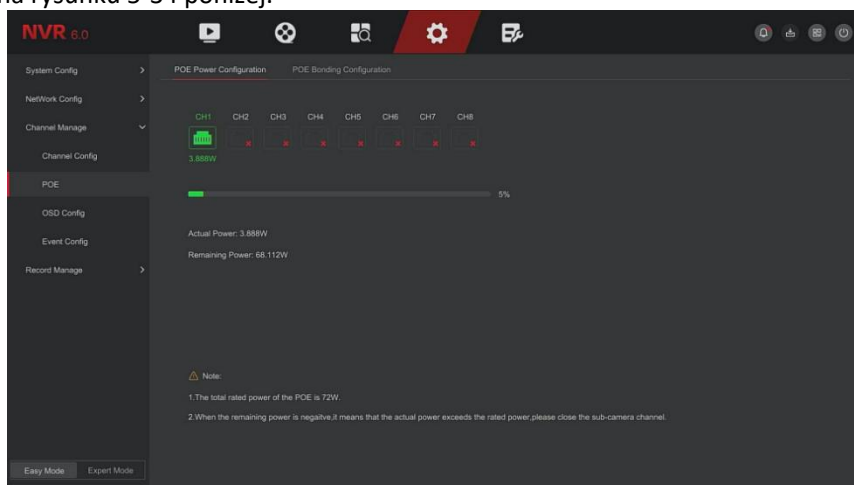 na rysunku 5-54 poniżej.
NVR 6.0
System Config
POE Power Configuration POE Bonding Configuration
NetWork Config
Channel Manage
CH1 CH2 CH3 CH4 CH5 CH6 CH7 CH8
Channel Config
3.888W
POE
5%
OSD Config
Actual Power: 3.888W
Event Config
Remaining Power: 68.112W
Record Manage
Note:
1.The total rated power of the POE is 72W.
2.When the remaining power is negaitve,it means that the actual power exceeds the rated power,please close the sub-camera channel.
Easy Mode Expert Mode